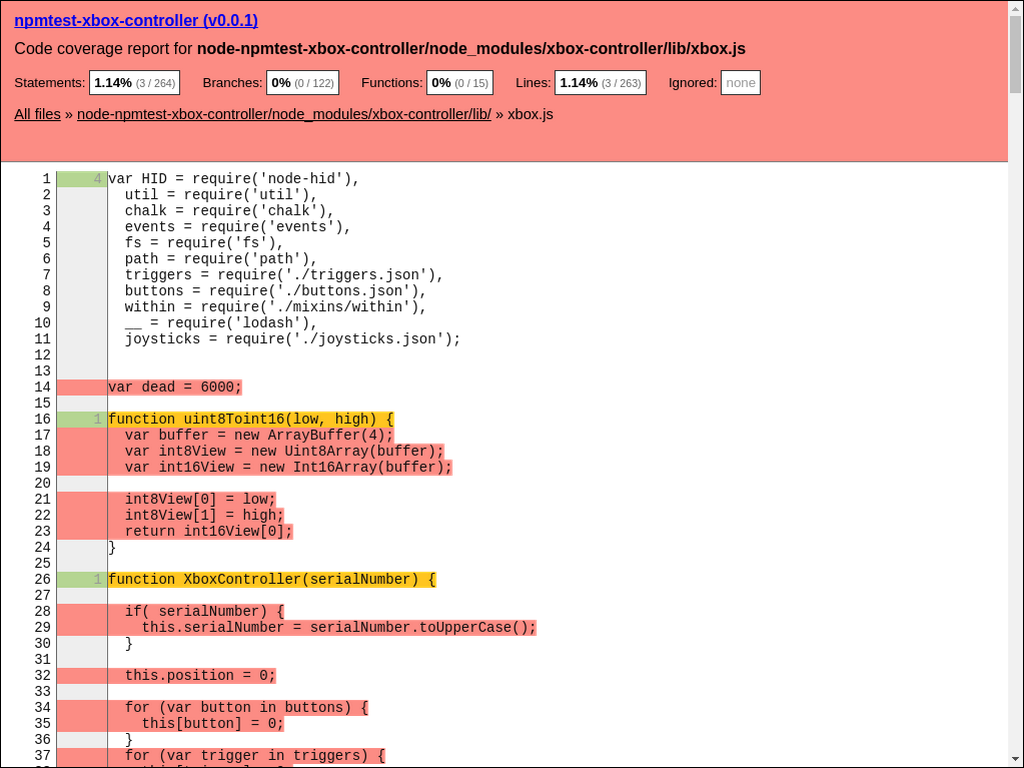 npmtest-xbox-controller (v0.0.1)
Code coverage report for node-npmtest-xbox-controller/node_modules/xbox-controller/lib/xbox.js
Statements: 1.14% (3 / 264) Branches: 0% (0 / 122) Functions: 0% (0 / 15) Lines: 1.14% (3 / 263) Ignored: none
All files » node-npmtest-xbox-controller/node_modules/xbox-controller/lib/ » xbox.js
1 4 var HID = require('node-hid'),
2 util = require('util'),
3 chalk = require('chalk'),
4 events = require('events'),
5 fs = require('fs'),
6 path = require('path'),
7 triggers = require('./triggers.json'),
8 buttons = require('./buttons.json'),
9 within = require('./mixins/within'),
10 __ = require('lodash'),
11 joysticks = require('./joysticks.json');
12
13
14 var dead = 6000;
15
16 1 function uint8Toint16(low, high) {
17 var buffer = new ArrayBuffer(4);
18 var int8View = new Uint8Array(buffer);
19 var int16View = new Int16Array(buffer);
20
21 int8View[0] = low;
22 int8View[1] = high;
23 return int16View[0];
24 }
25
26 1 function XboxController(serialNumber) {
27
28 if( serialNumber) {
29 this.serialNumber = serialNumber.toUpperCase();
30 }
31
32 this.position = 0;
33
34 for (var button in buttons) {
35 this[button] = 0;
36 }
37 for (var trigger in triggers) {